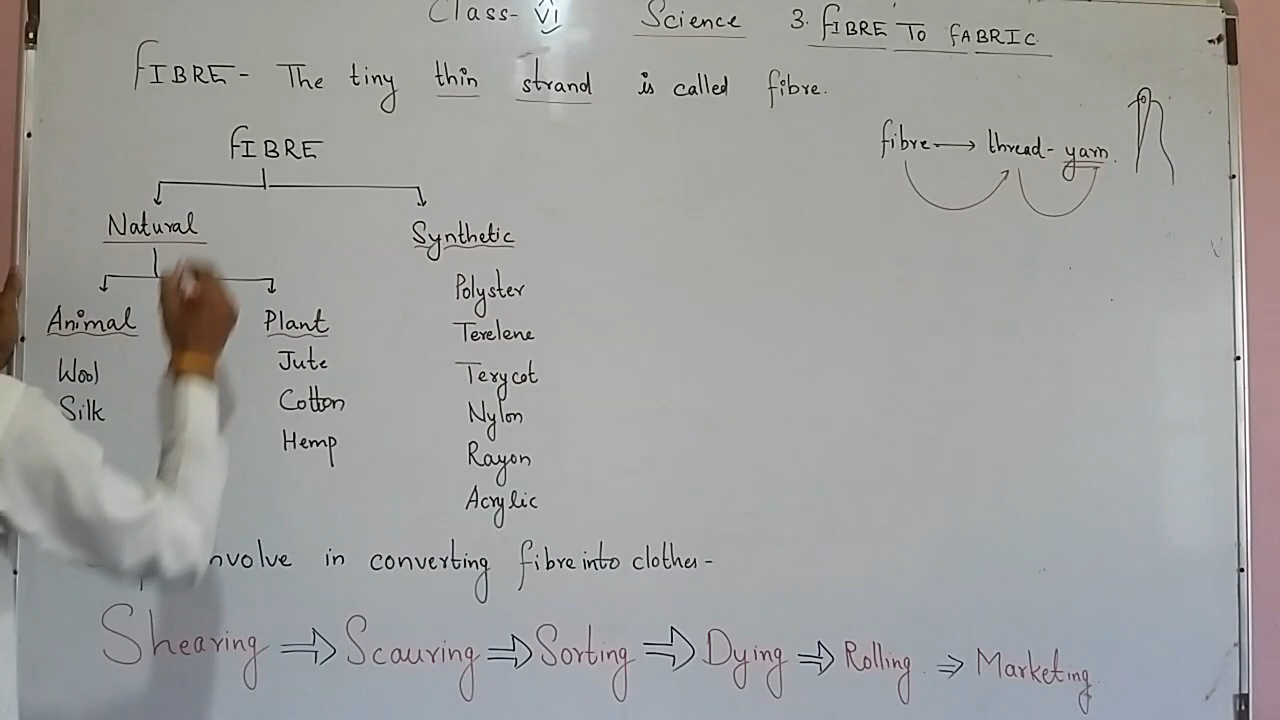 Class- VI Science 3. FIBRE TO FABRIC
FIBRE - The tiny thin strand is called fibre.
fibre → thread - yarn.
FIBRE
Natural Synthetic
Animal Plant
Wool
Silk
Jute
Cotton
Hemp
Polyster
Terelene
Terycot
Nylon
Rayon
Acrylic
nvolve in converting fibre into clothes -
Shearing ⇒ Scauring ⇒ Sorting ⇒ Dying ⇒ Rolling ⇒ Marketing